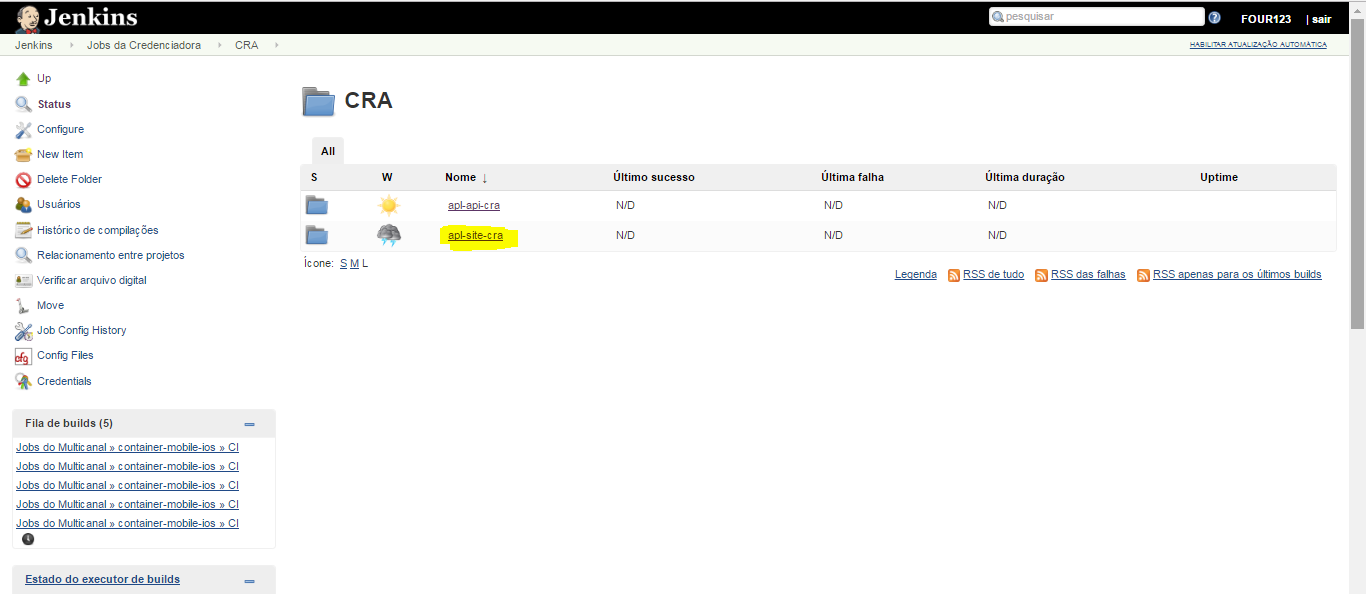 Jenkins
pesquisar
FOUR123 | sair
Jenkins Jobs da Credenciadora CRA
HABILITAR ATUALIZAÇÃO AUTOMÁTICA
Up
Status
Configure
New Item
Delete Folder
Usuários
Histórico de compilações
Relacionamento entre projetos
Verificar arquivo digital
Move
Job Config History
cfg Config Files
Credentials
Fila de builds (5)
Jobs do Multicanal » container-mobile-ios » CI
Jobs do Multicanal » container-mobile-ios » CI
Jobs do Multicanal » container-mobile-ios » CI
Jobs do Multicanal » container-mobile-ios » CI
Jobs do Multicanal » container-mobile-ios » CI
Estado do executor de builds
CRA
All
S W Nome ↓ Último sucesso Última falha Última duração Uptime
apl-api-cra N/D N/D N/D
apl-site-cra N/D N/D N/D
Ícone: S M L
Legenda RSS de tudo RSS das falhas RSS apenas para os últimos builds